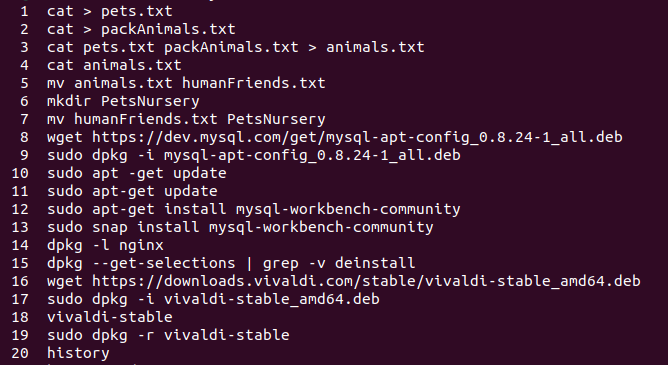 1 cat > pets.txt
2 cat > packAnimals.txt
3 cat pets.txt packAnimals.txt > animals.txt
4 cat animals.txt
5 mv animals.txt humanFriends.txt
6 mkdir PetsNursery
7 mv humanFriends.txt PetsNursery
8 wget https://dev.mysql.com/get/mysql-apt-config_0.8.24-1_all.deb
9 sudo dpkg -i mysql-apt-config_0.8.24-1_all.deb
10 sudo apt -get update
11 sudo apt-get update
12 sudo apt-get install mysql-workbench-community
13 sudo snap install mysql-workbench-community
14 dpkg -l nginx
15 dpkg --get-selections | grep -v deinstall
16 wget https://downloads.vivaldi.com/stable/vivaldi-stable_amd64.deb
17 sudo dpkg -i vivaldi-stable_amd64.deb
18 vivaldi-stable
19 sudo dpkg -r vivaldi-stable
20 history